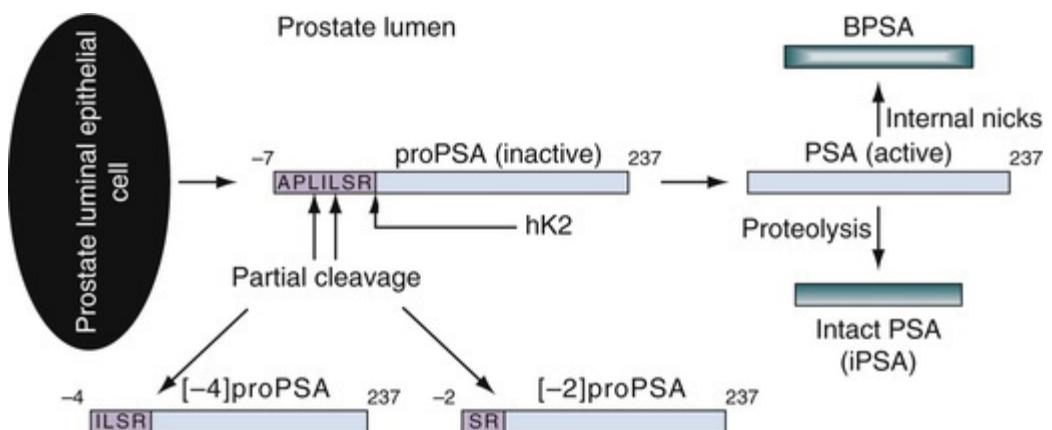 Prostate luminal epithelial
cell
Prostate lumen
BPSA
Internal nicks
–7
proPSA (inactive)
237
PSA (active)
237
APLILSR
hK2
Proteolysis
Partial cleavage
Intact PSA
(iPSA)
–4
[–4]proPSA
237
–2
[–2]proPSA
237
ILSR
SR